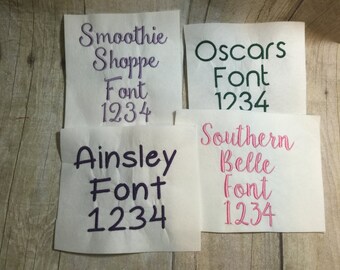 Smoothie
Shoppe
Font
1234
Oscars
Font
1234
Ainsley
Font
1234
Southern
Belle
Font
1234